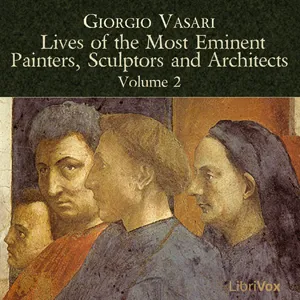 GIORGIO VASARI
Lives of the Most Eminent
Painters, Sculptors and Architects
Volume 2
LibriVox